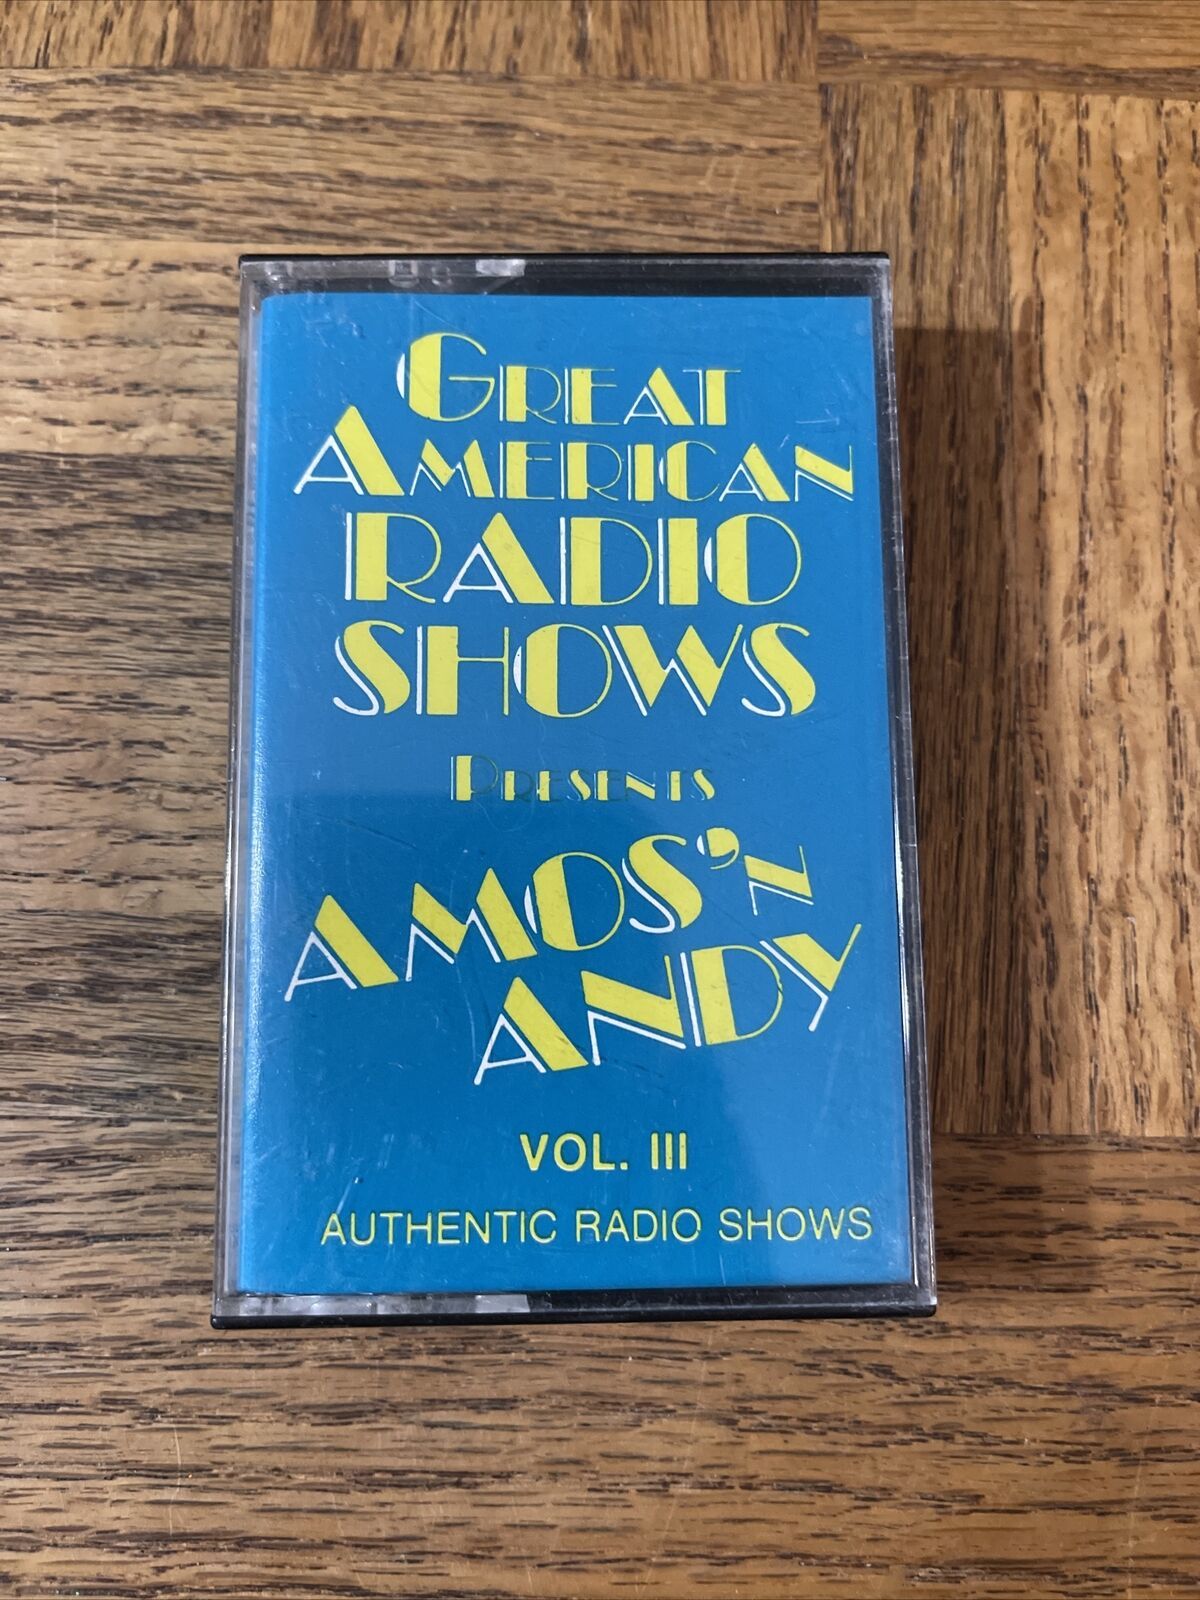 GREAT
AMERICAN
RADIO
SHOWS
PRESENTS
AMOS 'N
ANDY
VOL. III
AUTHENTIC RADIO SHOWS